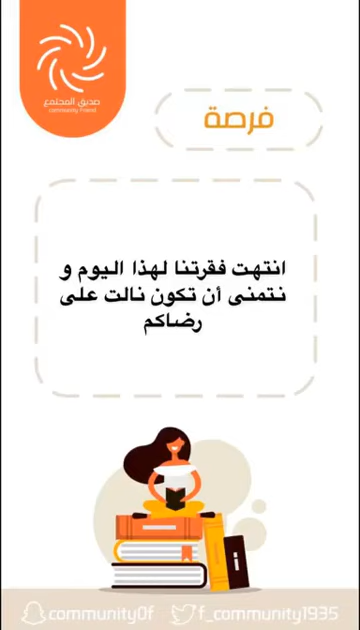 صديق المجتمع
community friend
فرصة
انتهت فقرتنا لهذا اليوم و
نتمنى أن تكون نالت على
رضاكم
i
community0f
f_community1935